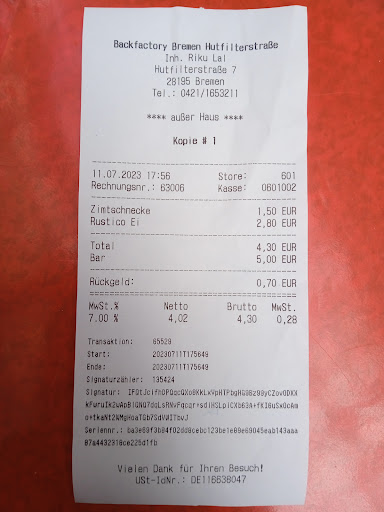 Backfactory Bremen Hutfilterstraße
Inh. Riku Lal
Hutfilterstraße 7
28195 Bremen
Tel.: 0421/1653211
**** außer Haus ****
Kopie # 1
11.07.2023 17:56 Store: 601
Rechnungsnr.: 63006 Kasse: 0601002
Zimtschnecke 1,50 EUR
Rustico Ei 2,80 EUR
Total 4,30 EUR
Bar 5,00 EUR
Rückgeld: 0,70 EUR
MwSt.% Netto Brutto MwSt.
7.00 % 4,02 4,30 0,28
Transaktion: 65528
Start: 20230711T175649
Ende: 20230711T175649
Signaturzähler: 135424
Signatur:
Seriennr.:
Vielen Dank für Ihren Besuch!
USt-IdNr.: DE116638047